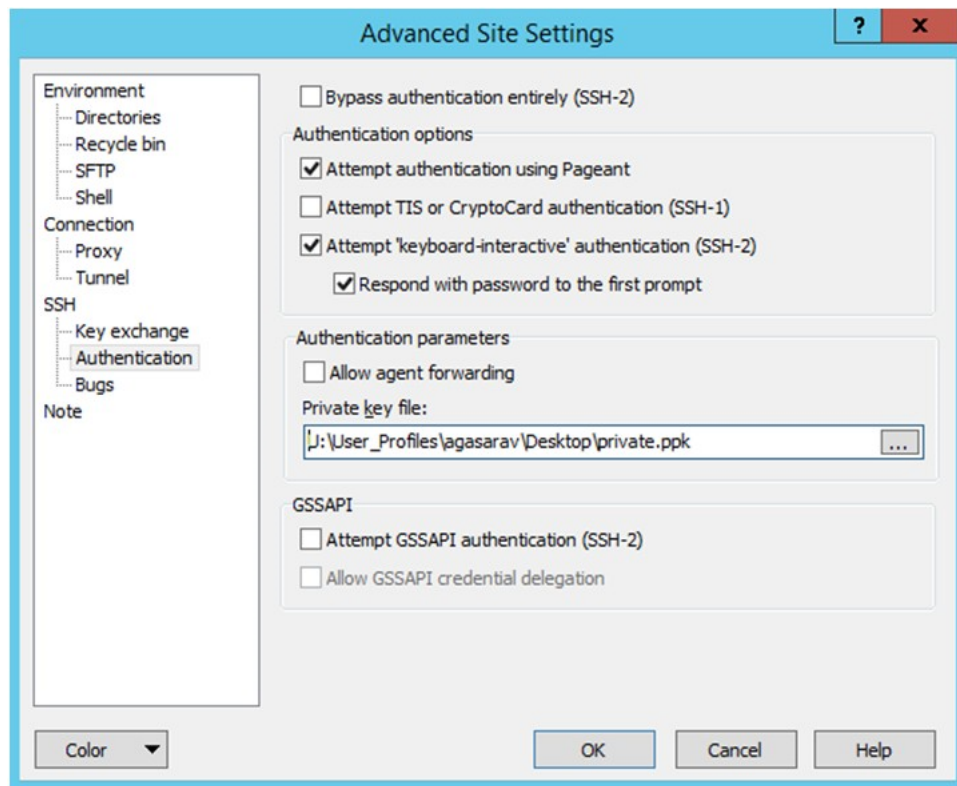 Advanced Site Settings
? x
Environment
Directories
Recycle bin
SFTP
Shell
Connection
Proxy
Tunnel
SSH
Key exchange
Authentication
Bugs
Note
Bypass authentication entirely (SSH-2)
Authentication options
Attempt authentication using Pageant
Attempt TIS or CryptoCard authentication (SSH-1)
Attempt 'keyboard-interactive' authentication (SSH-2)
Respond with password to the first prompt
Authentication parameters
Allow agent forwarding
Private key file:
U:\User_Profiles\agasarav\Desktop\private.ppk
...
GSSAPI
Attempt GSSAPI authentication (SSH-2)
Allow GSSAPI credential delegation
Color
OK
Cancel
Help